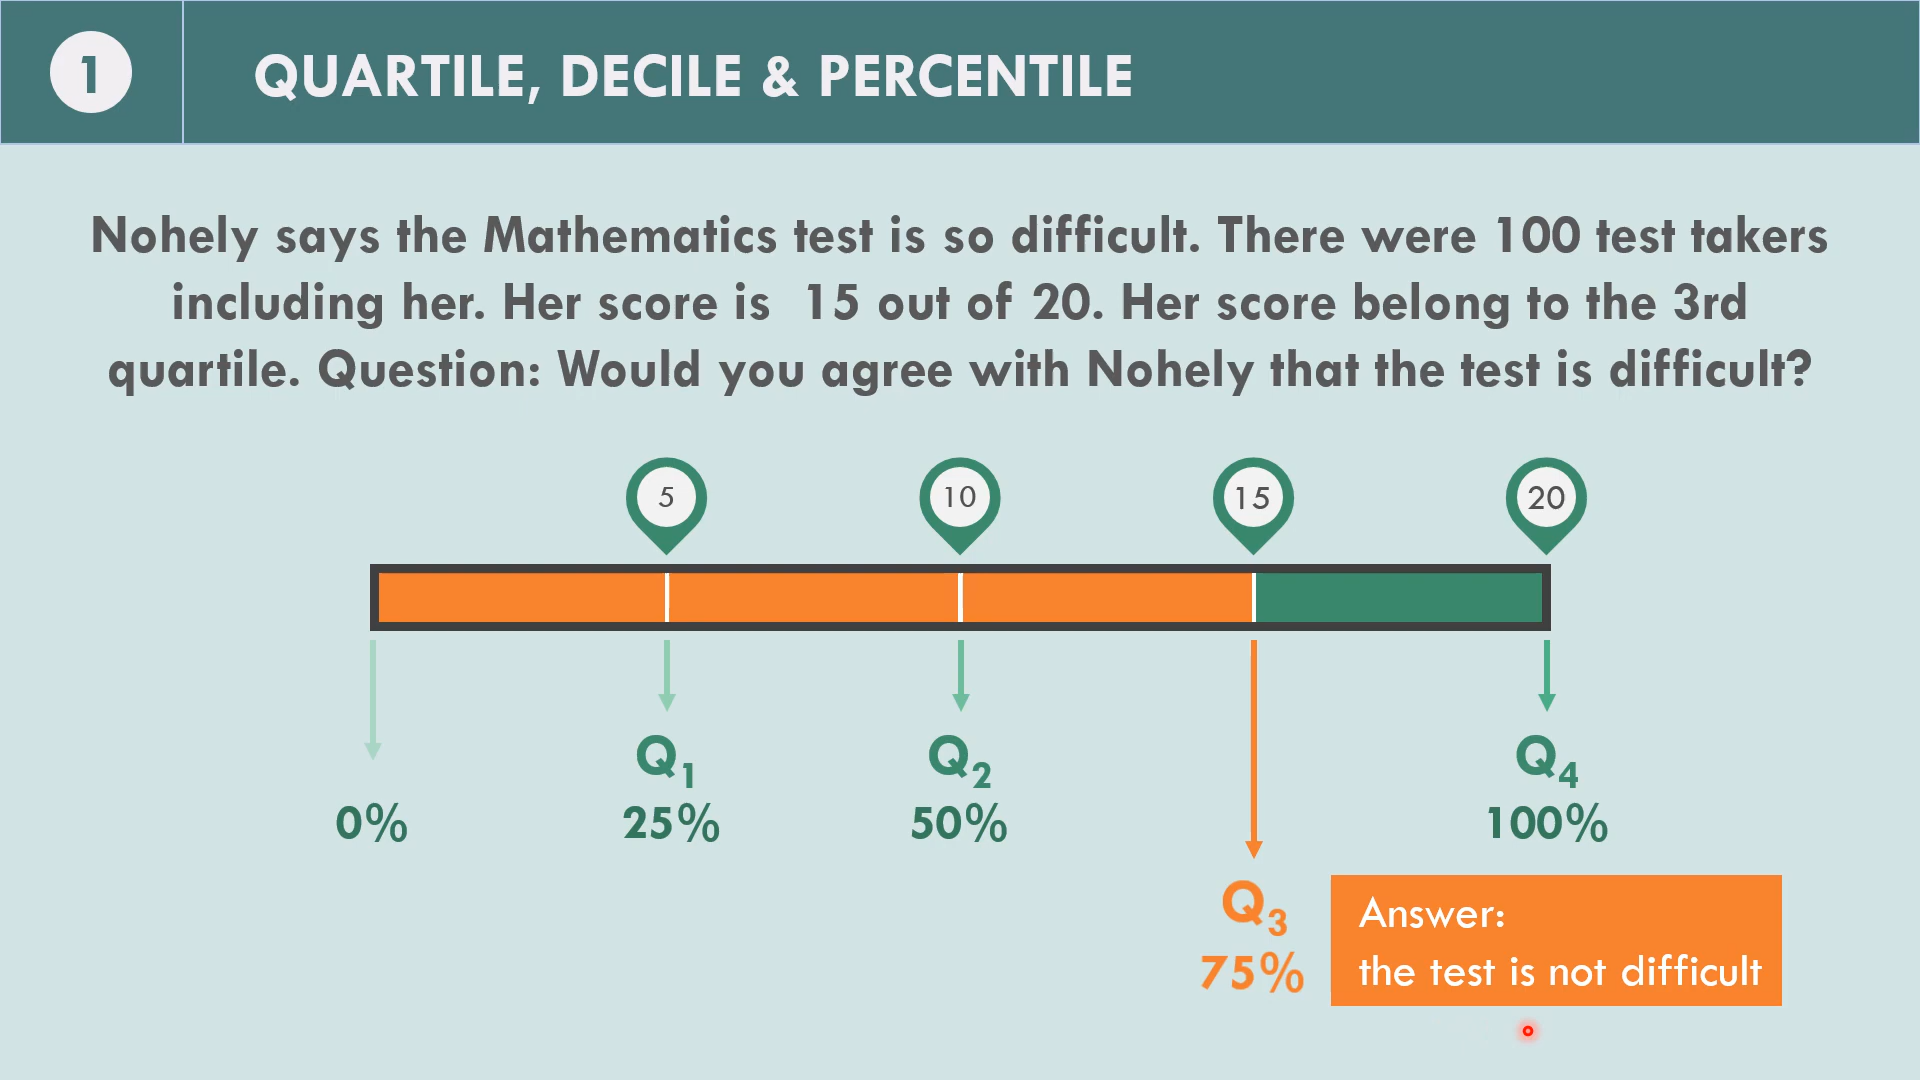 1
QUARTILE, DECILE & PERCENTILE
Nohely says the Mathematics test is so difficult. There were 100 test takers
including her. Her score is  15 out of 20. Her score belong to the 3rd
quartile. Question: Would you agree with Nohely that the test is difficult?
5 10 15 20
Q1 Q2 Q4
0% 25% 50% 100%
Q3
75%
Answer:
the test is not difficult